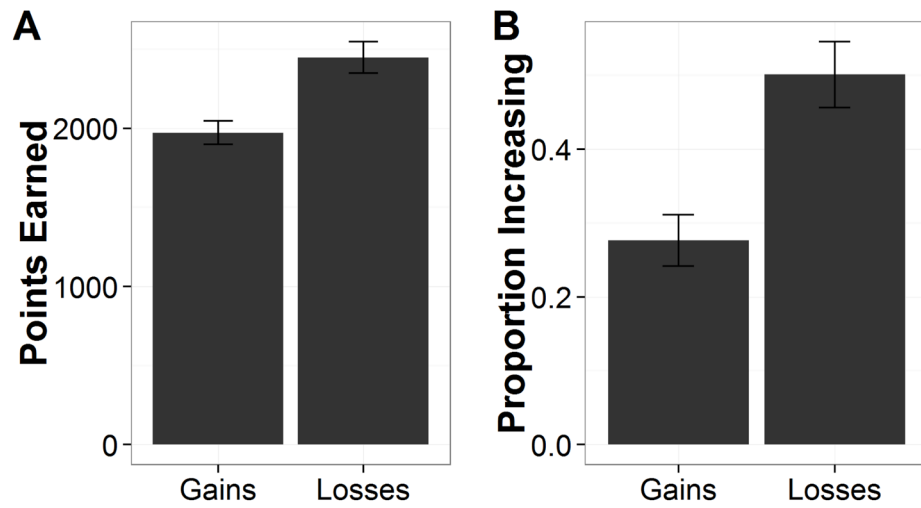 A
Points Earned
2000
1000
0
Gains Losses
B
Proportion Increasing
0.4
0.2
0.0
Gains Losses